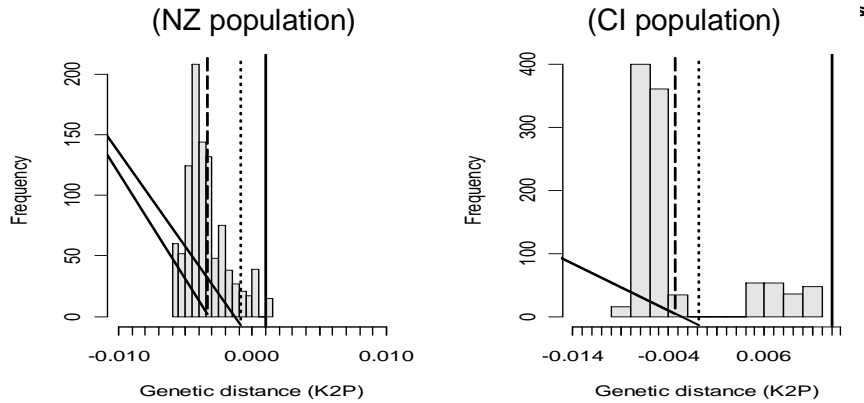 (NZ population)
Frequency
200
150
100
50
0
-0.010 0.000 0.010
Genetic distance (K2P)
(CI population)
Frequency
400
300
200
100
0
-0.014 -0.004 0.006
Genetic distance (K2P)